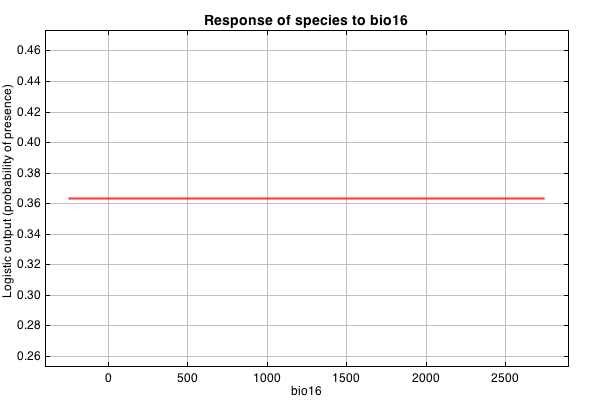 Response of species to bio16
Logistic output (probability of presence)
0.46
0.44
0.42
0.40
0.38
0.36
0.34
0.32
0.30
0.28
0.26
0 500 1000 1500 2000 2500
bio16